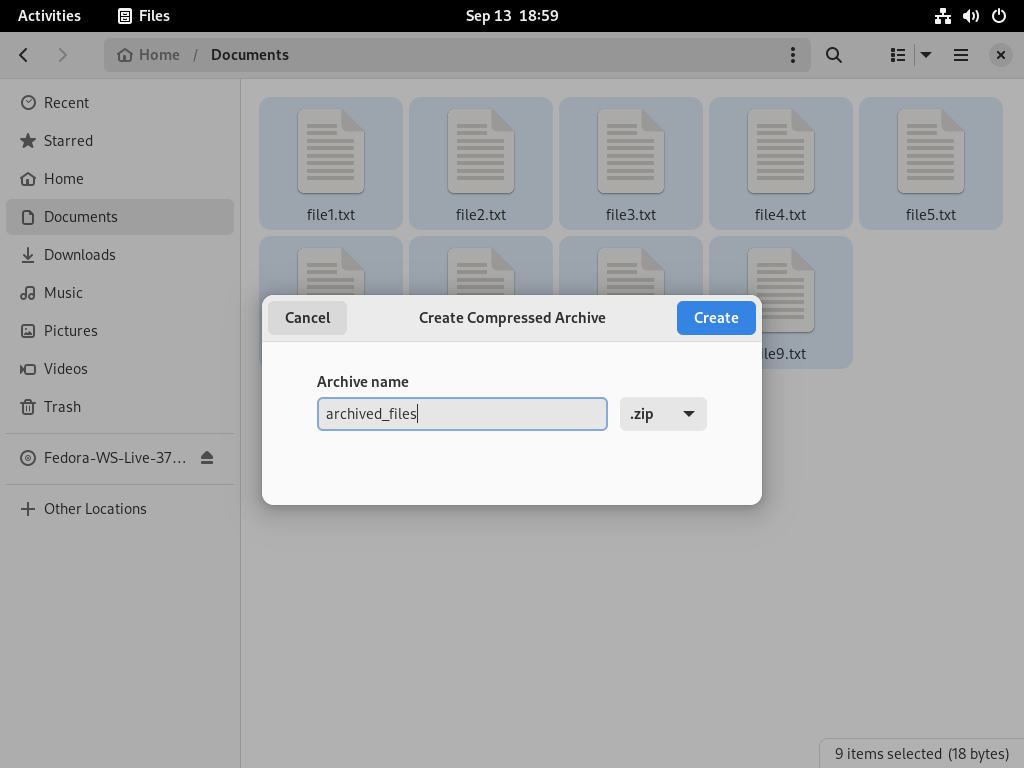 Activities Files Sep 13 18:59
Home / Documents
Recent
Starred
Home
Documents
Downloads
Music
Pictures
Videos
Trash
Fedora-WS-Live-37...
Other Locations
file1.txt file2.txt file3.txt file4.txt file5.txt
Cancel Create Compressed Archive Create
le9.txt
Archive name
archived_files .zip
9 items selected (18 bytes)